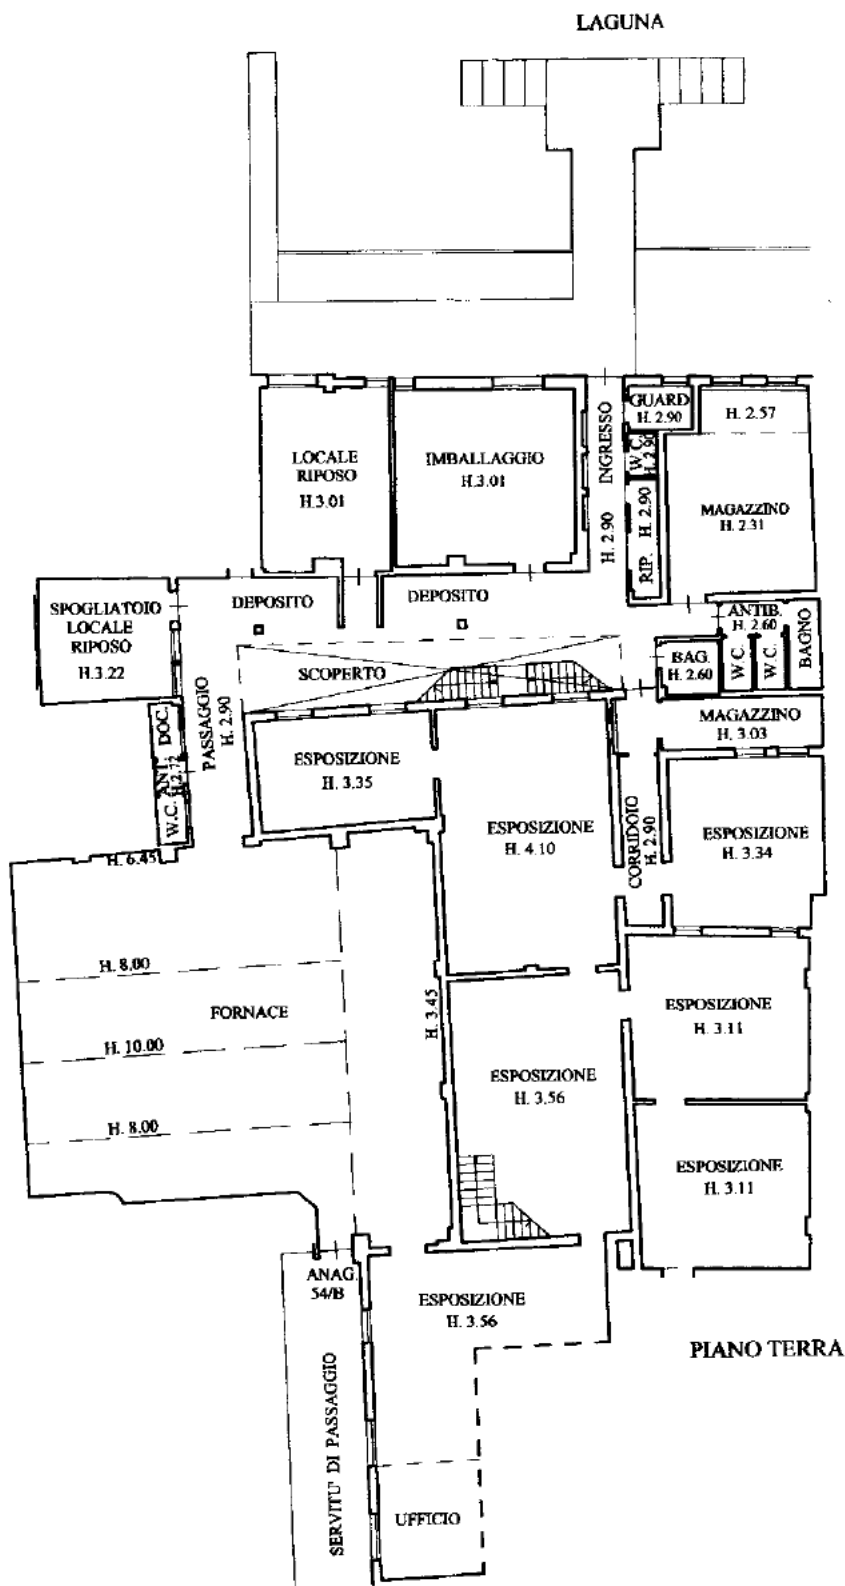 LAGUNA
GUARD
H. 2.90
H. 2.57
W.C.
H. 2.90
INGRESSO
H. 2.90
LOCALE
RIPOSO
H.3.01
IMBALLAGGIO
H.3.01
RIP.
H. 2.90
MAGAZZINO
H. 2.31
SPOGLIATOIO
LOCALE
RIPOSO
H.3.22
DEPOSITO
DEPOSITO
ANTIB.
H. 2.60
BAGNO
W.C.
W.C.
BAG.
H. 2.60
SCOPERTO
PASSAGGIO
H. 2.90
DOC.
ANT.
H.2.72
W.C.
MAGAZZINO
H. 3.03
ESPOSIZIONE
H. 3.35
ESPOSIZIONE
H. 4.10
CORRIDOIO
H. 2.90
ESPOSIZIONE
H. 3.34
H. 6.45
H. 8.00
FORNACE
H. 10.00
H. 8.00
H. 3.45
ESPOSIZIONE
H. 3.11
ESPOSIZIONE
H. 3.56
ESPOSIZIONE
H. 3.11
ANAG.
54/B
ESPOSIZIONE
H. 3.56
PIANO TERRA
SERVITU' DI PASSAGGIO
UFFICIO